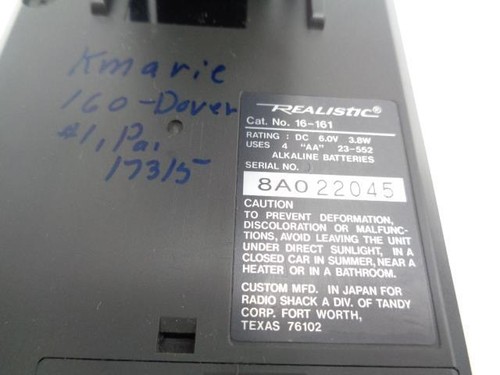 Kmarie
160-Dover
#1, Pa.
17315
REALISTIC®
Cat. No. 16-161
RATING : DC 6.0V 3.8W
USES 4 "AA" 23-552
ALKALINE BATTERIES
SERIAL NO.
8A022045
CAUTION
TO PREVENT DEFORMATION,
DISCOLORATION OR MALFUNC-
TIONS, AVOID LEAVING THE UNIT
UNDER DIRECT SUNLIGHT, IN A
CLOSED CAR IN SUMMER, NEAR A
HEATER OR IN A BATHROOM.
CUSTOM MFD. IN JAPAN FOR
RADIO SHACK A DIV. OF TANDY
CORP. FORT WORTH,
TEXAS 76102